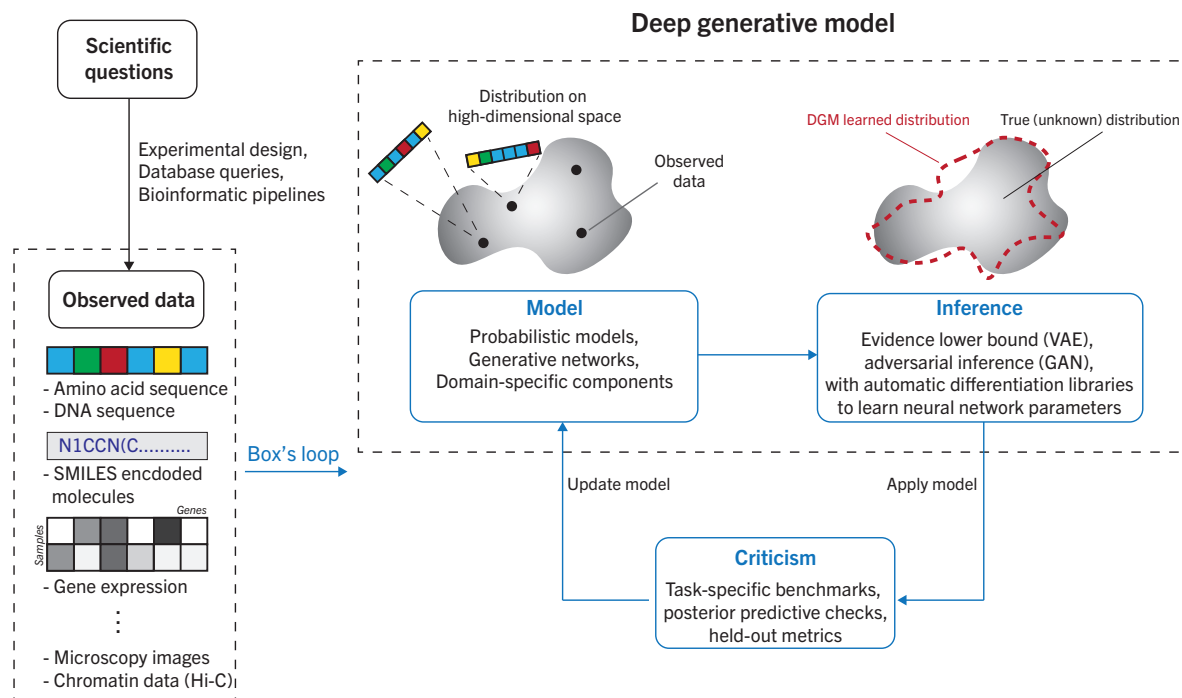 Scientific
questions
Experimental design,
Database queries,
Bioinformatic pipelines
Observed data
- Amino acid sequence
- DNA sequence
N1CCN(C..........
- SMILES encdoded
molecules
Genes
Samples
- Gene expression
- Microscopy images
- Chromatin data (Hi-C)
Box's loop
Deep generative model
Distribution on
high-dimensional space
Observed
data
DGM learned distribution
True (unknown) distribution
Model
Probabilistic models,
Generative networks,
Domain-specific components
Inference
Evidence lower bound (VAE),
adversarial inference (GAN),
with automatic differentiation libraries
to learn neural network parameters
Update model
Apply model
Criticism
Task-specific benchmarks,
posterior predictive checks,
held-out metrics